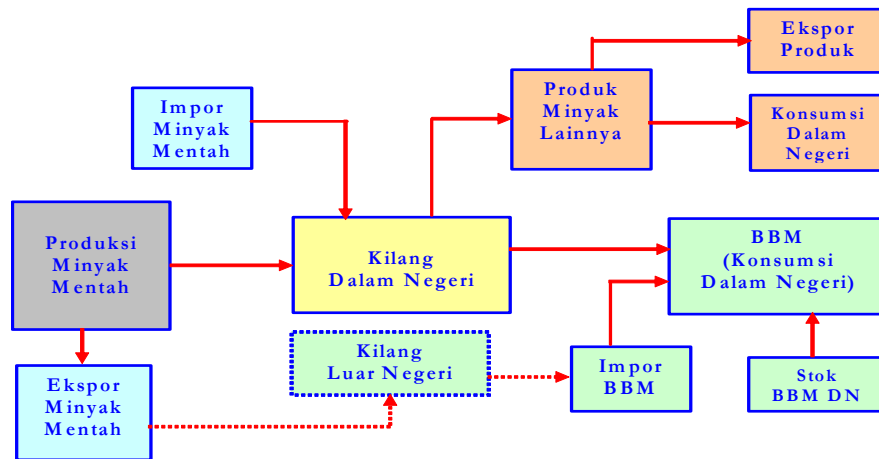 Ekspor
Produk
Impor
Minyak
Mentah
Produk
Minyak
Lainnya
Konsumsi
Dalam
Negeri
Produksi
Minyak
Mentah
Kilang
Dalam Negeri
BBM
(Konsumsi
Dalam Negeri)
Kilang
Luar Negeri
Impor
BBM
Stok
BBM DN
Ekspor
Minyak
Mentah